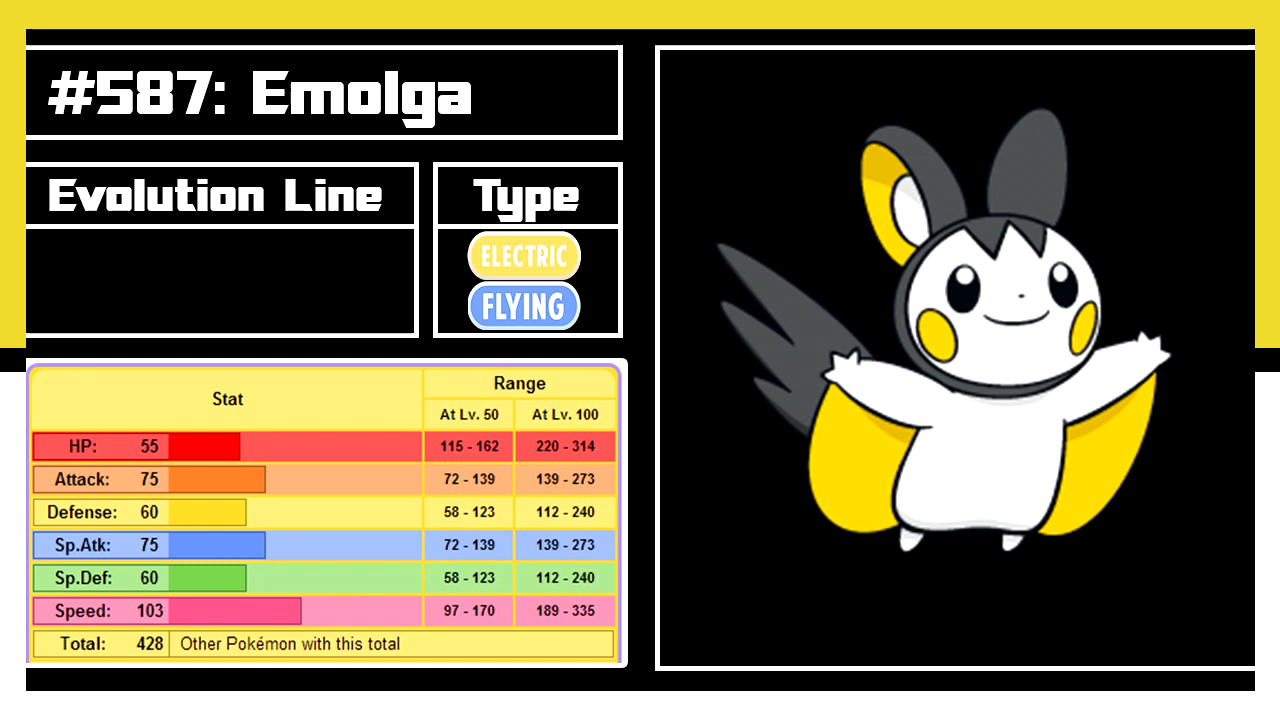 #587: Emolga
Evolution Line
Type
ELECTRIC
FLYING
Stat
Range
At Lv. 50 At Lv. 100
HP: 55 115 - 162 220 - 314
Attack: 75 72 - 139 139 - 273
Defense: 60 58 - 123 112 - 240
Sp.Atk: 75 72 - 139 139 - 273
Sp.Def: 60 58 - 123 112 - 240
Speed: 103 97 - 170 189 - 335
Total: 428 Other Pokémon with this total